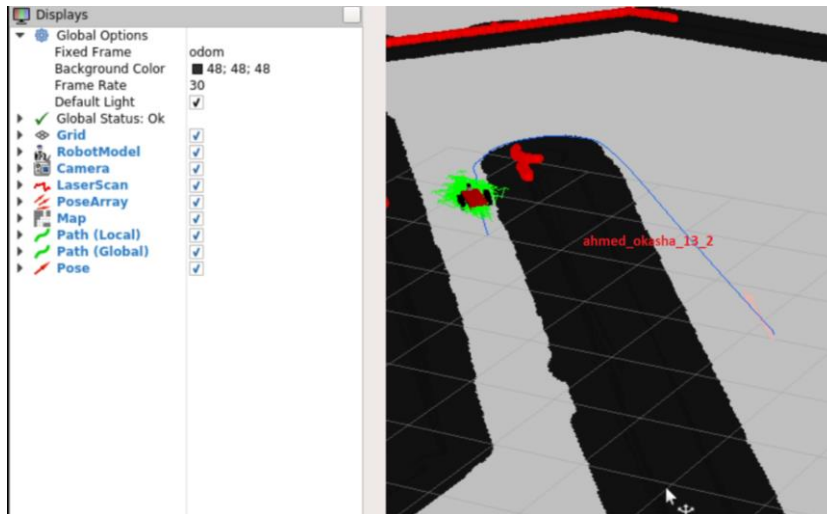 Displays
Global Options
Fixed Frame odom
Background Color 48; 48; 48
Frame Rate 30
Default Light
Global Status: Ok
Grid
RobotModel
Camera
LaserScan
PoseArray
Map
Path (Local)
Path (Global)
Pose
ahmed_okasha_13_2